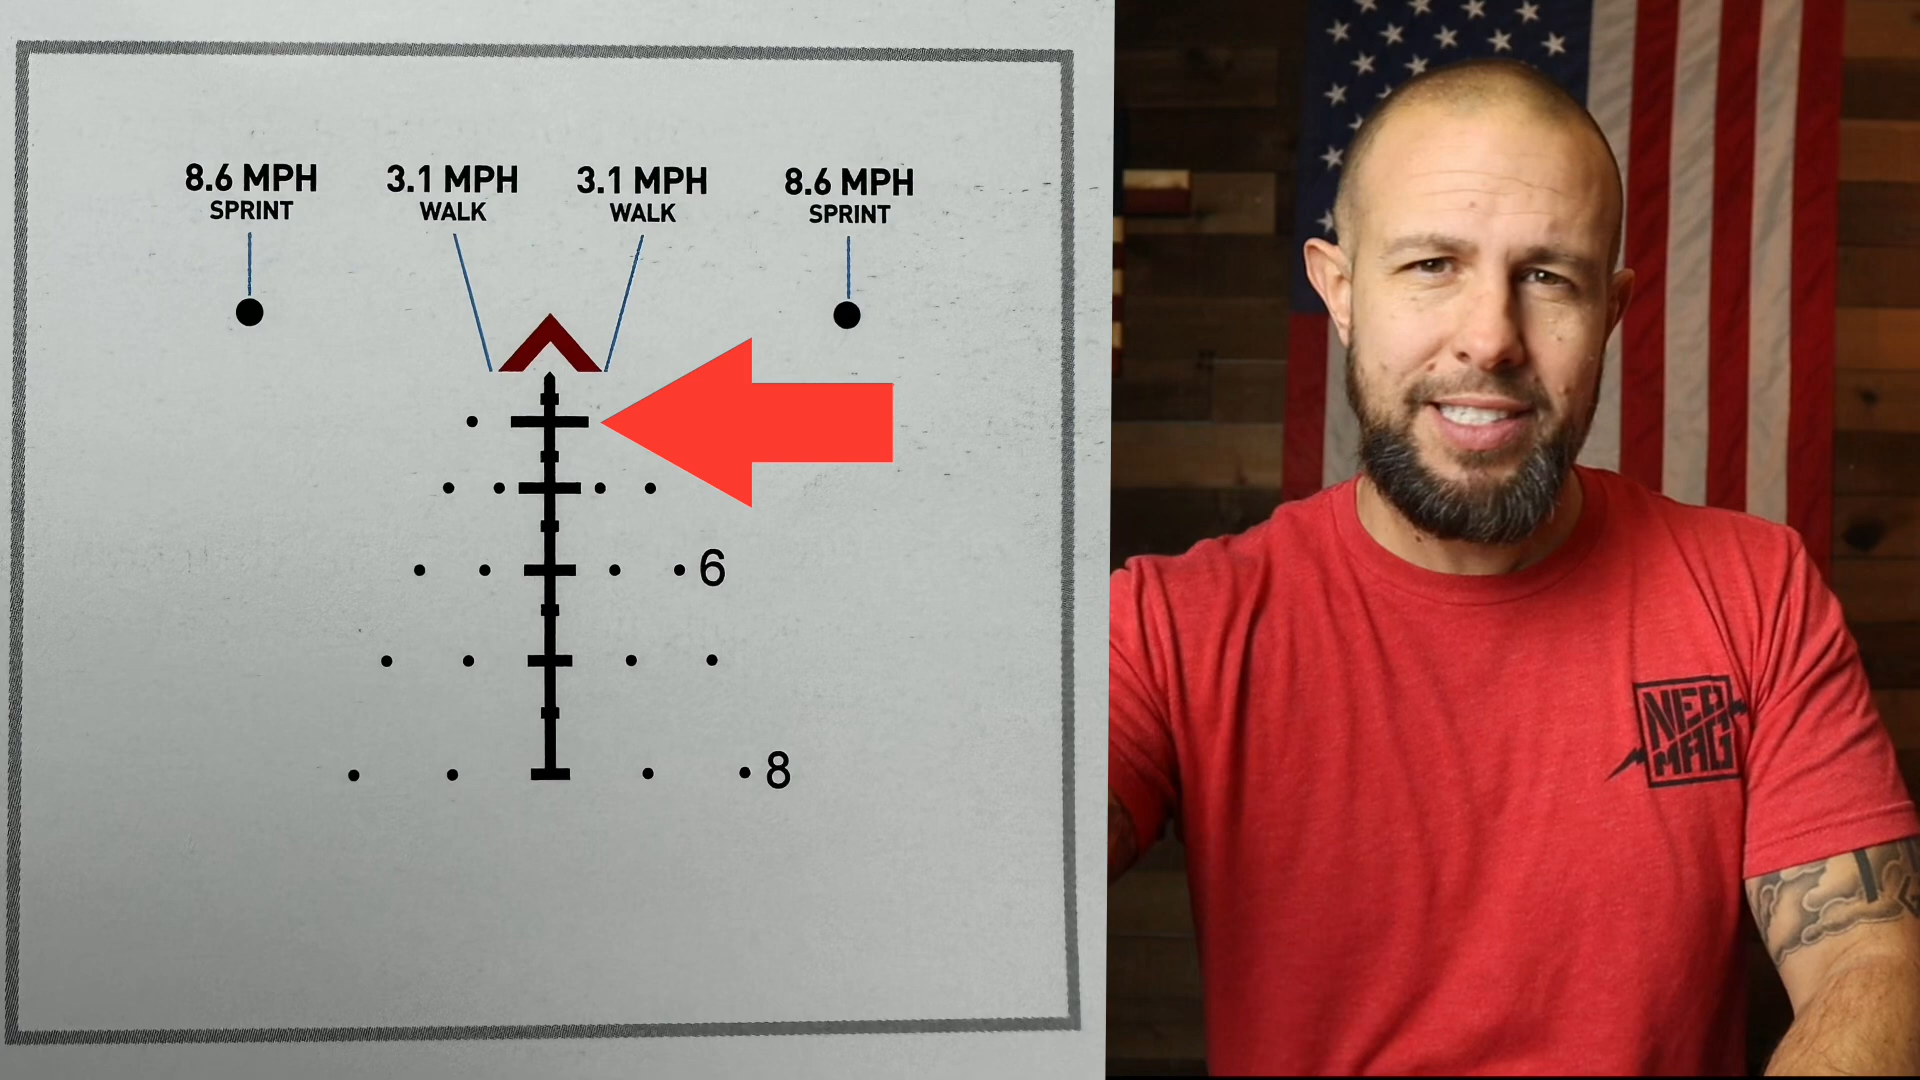 8.6 MPH
SPRINT
3.1 MPH
WALK
3.1 MPH
WALK
8.6 MPH
SPRINT
6
8
NEA
MAG